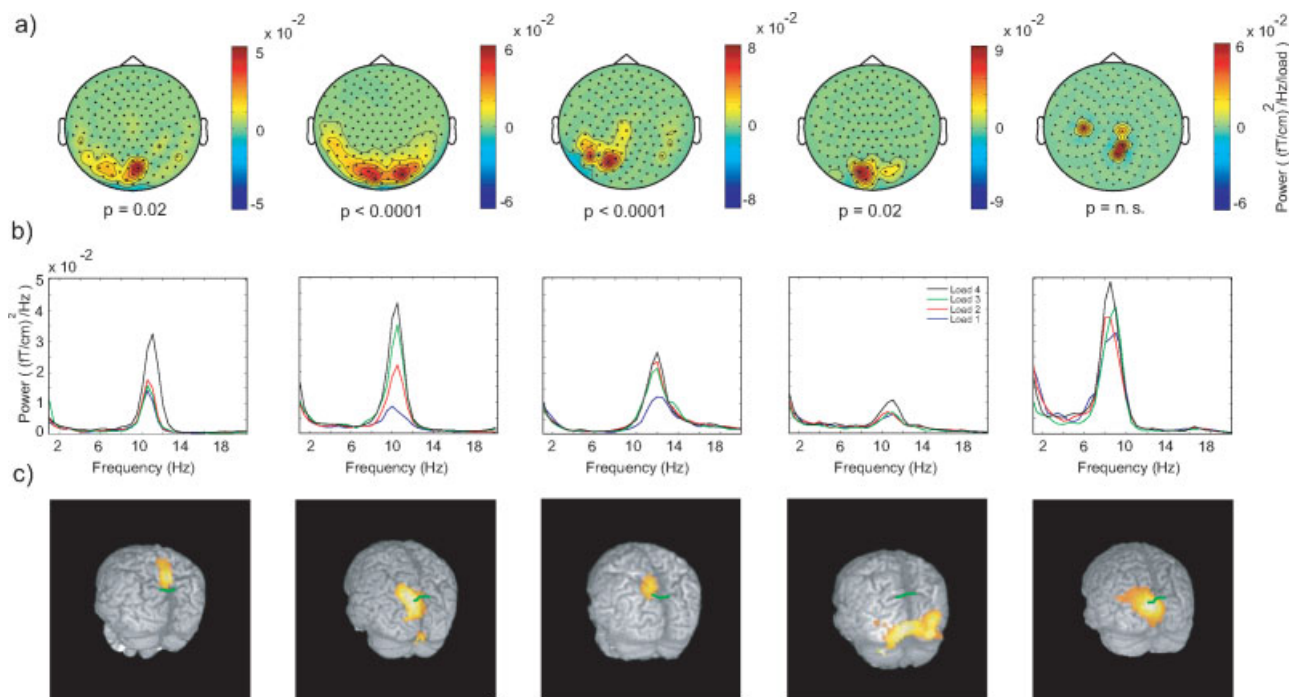 a)
x 10⁻² x 10⁻² x 10⁻² x 10⁻² x 10⁻²
5 6 8 9 6
0 0 0 0 0
-5 -6 -8 -9 -6
Power ( (fT/cm)²/Hz/load)
p = 0.02 p < 0.0001 p < 0.0001 p = 0.02 p = n. s.
b)
x 10⁻²
5
4
3
2
1
0
Power ( (fT/cm)²/Hz)
Load 4
Load 3
Load 2
Load 1
2 6 10 14 18 2 6 10 14 18 2 6 10 14 18 2 6 10 14 18 2 6 10 14 18
Frequency (Hz) Frequency (Hz) Frequency (Hz) Frequency (Hz) Frequency (Hz)
c)